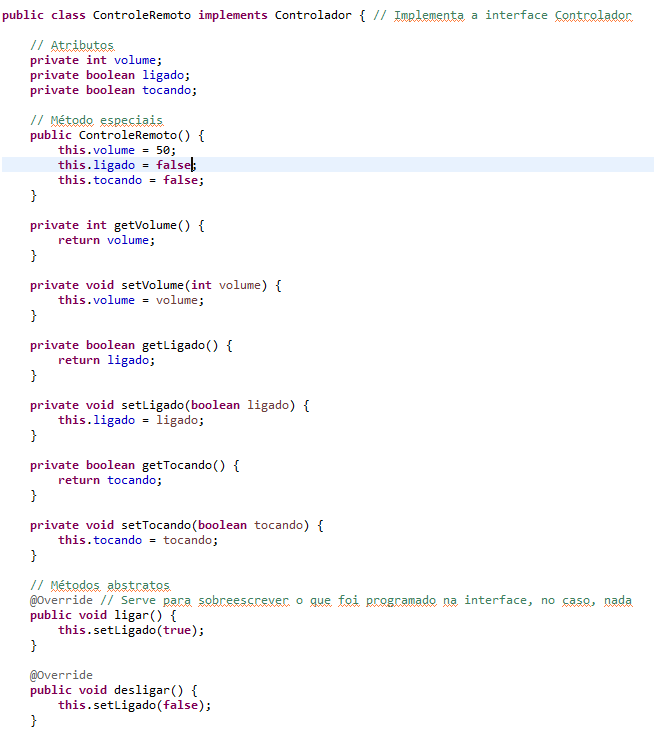 public class ControleRemoto implements Controlador { // Implementa a interface Controlador
// Atributos
private int volume;
private boolean ligado;
private boolean tocando;
// Método especiais
public ControleRemoto() {
this.volume = 50;
this.ligado = false;
this.tocando = false;
}
private int getVolume() {
return volume;
}
private void setVolume(int volume) {
this.volume = volume;
}
private boolean getLigado() {
return ligado;
}
private void setLigado(boolean ligado) {
this.ligado = ligado;
}
private boolean getTocando() {
return tocando;
}
private void setTocando(boolean tocando) {
this.tocando = tocando;
}
// Métodos abstratos
@Override // Serve para sobreescrever o que foi programado na interface, no caso, nada
public void ligar() {
this.setLigado(true);
}
@Override
public void desligar() {
this.setLigado(false);
}